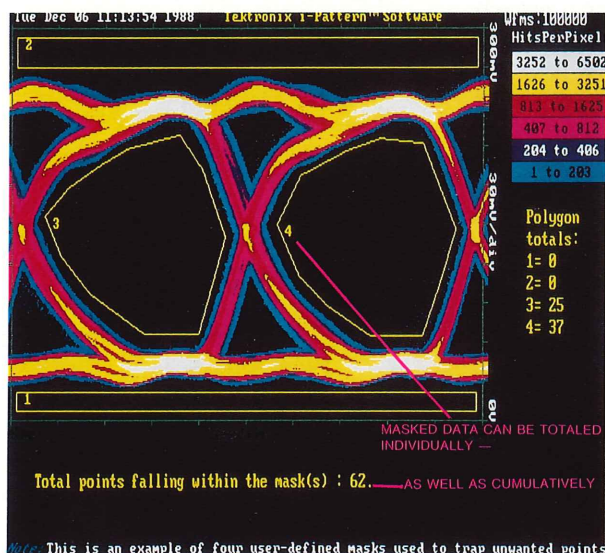 Tue Dec 06 11:13:54 1988 Tektronix i-Pattern™ Software Wfms:100000
HitsPerPixel
3252 to 6502
1626 to 3251
813 to 1625
407 to 812
204 to 406
1 to 203
2
300mV
3
4
30mV/div
Polygon
totals:
1= 0
2= 0
3= 25
4= 37
1
0V
MASKED DATA CAN BE TOTALED
INDIVIDUALLY —
Total points falling within the mask(s) : 62. AS WELL AS CUMULATIVELY
Note: This is an example of four user-defined masks used to trap unwanted points